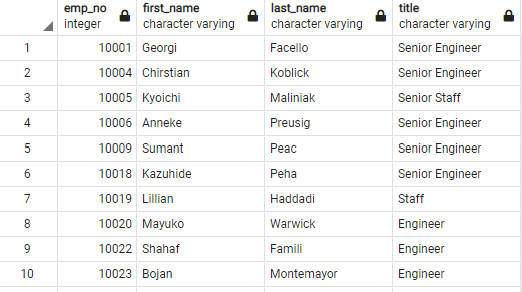 emp_no first_name last_name title
integer character varying character varying character varying
1 10001 Georgi Facello Senior Engineer
2 10004 Chirstian Koblick Senior Engineer
3 10005 Kyoichi Maliniak Senior Staff
4 10006 Anneke Preusig Senior Engineer
5 10009 Sumant Peac Senior Engineer
6 10018 Kazuhide Peha Senior Engineer
7 10019 Lillian Haddadi Staff
8 10020 Mayuko Warwick Engineer
9 10022 Shahaf Famili Engineer
10 10023 Bojan Montemayor Engineer